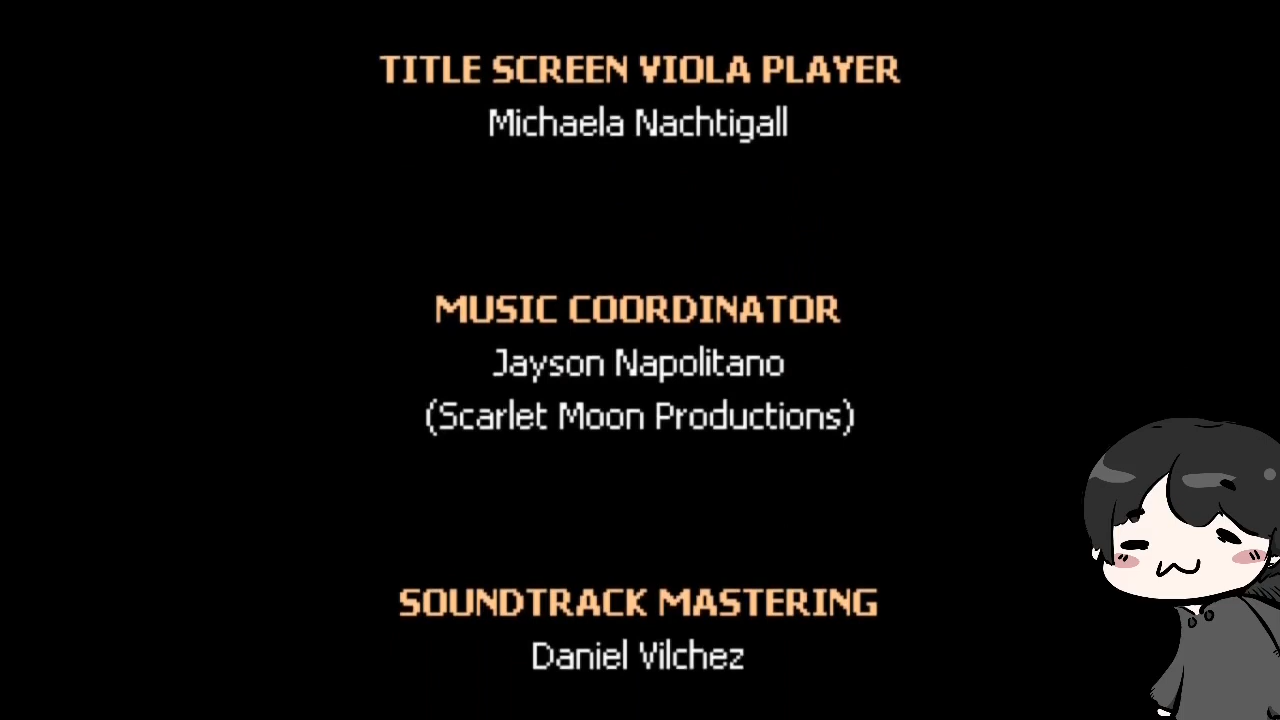 TITLE SCREEN VIOLA PLAYER
Michaela Nachtigall
MUSIC COORDINATOR
Jayson Napolitano
(Scarlet Moon Productions)
SOUNDTRACK MASTERING
Daniel Vilchez